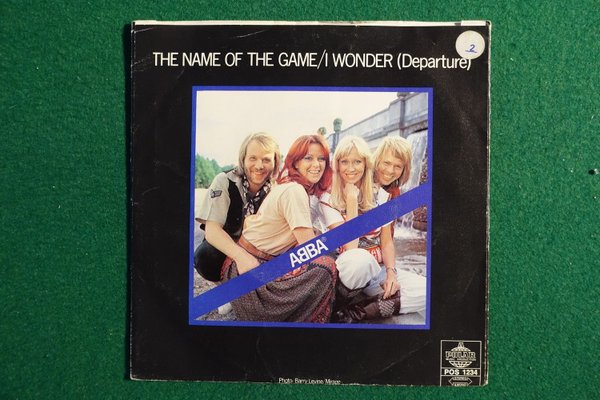 THE NAME OF THE GAME/I WONDER (Departure)
2
ABBA®
Photo: Barry Levine Mirage
POLAR
POS 1234